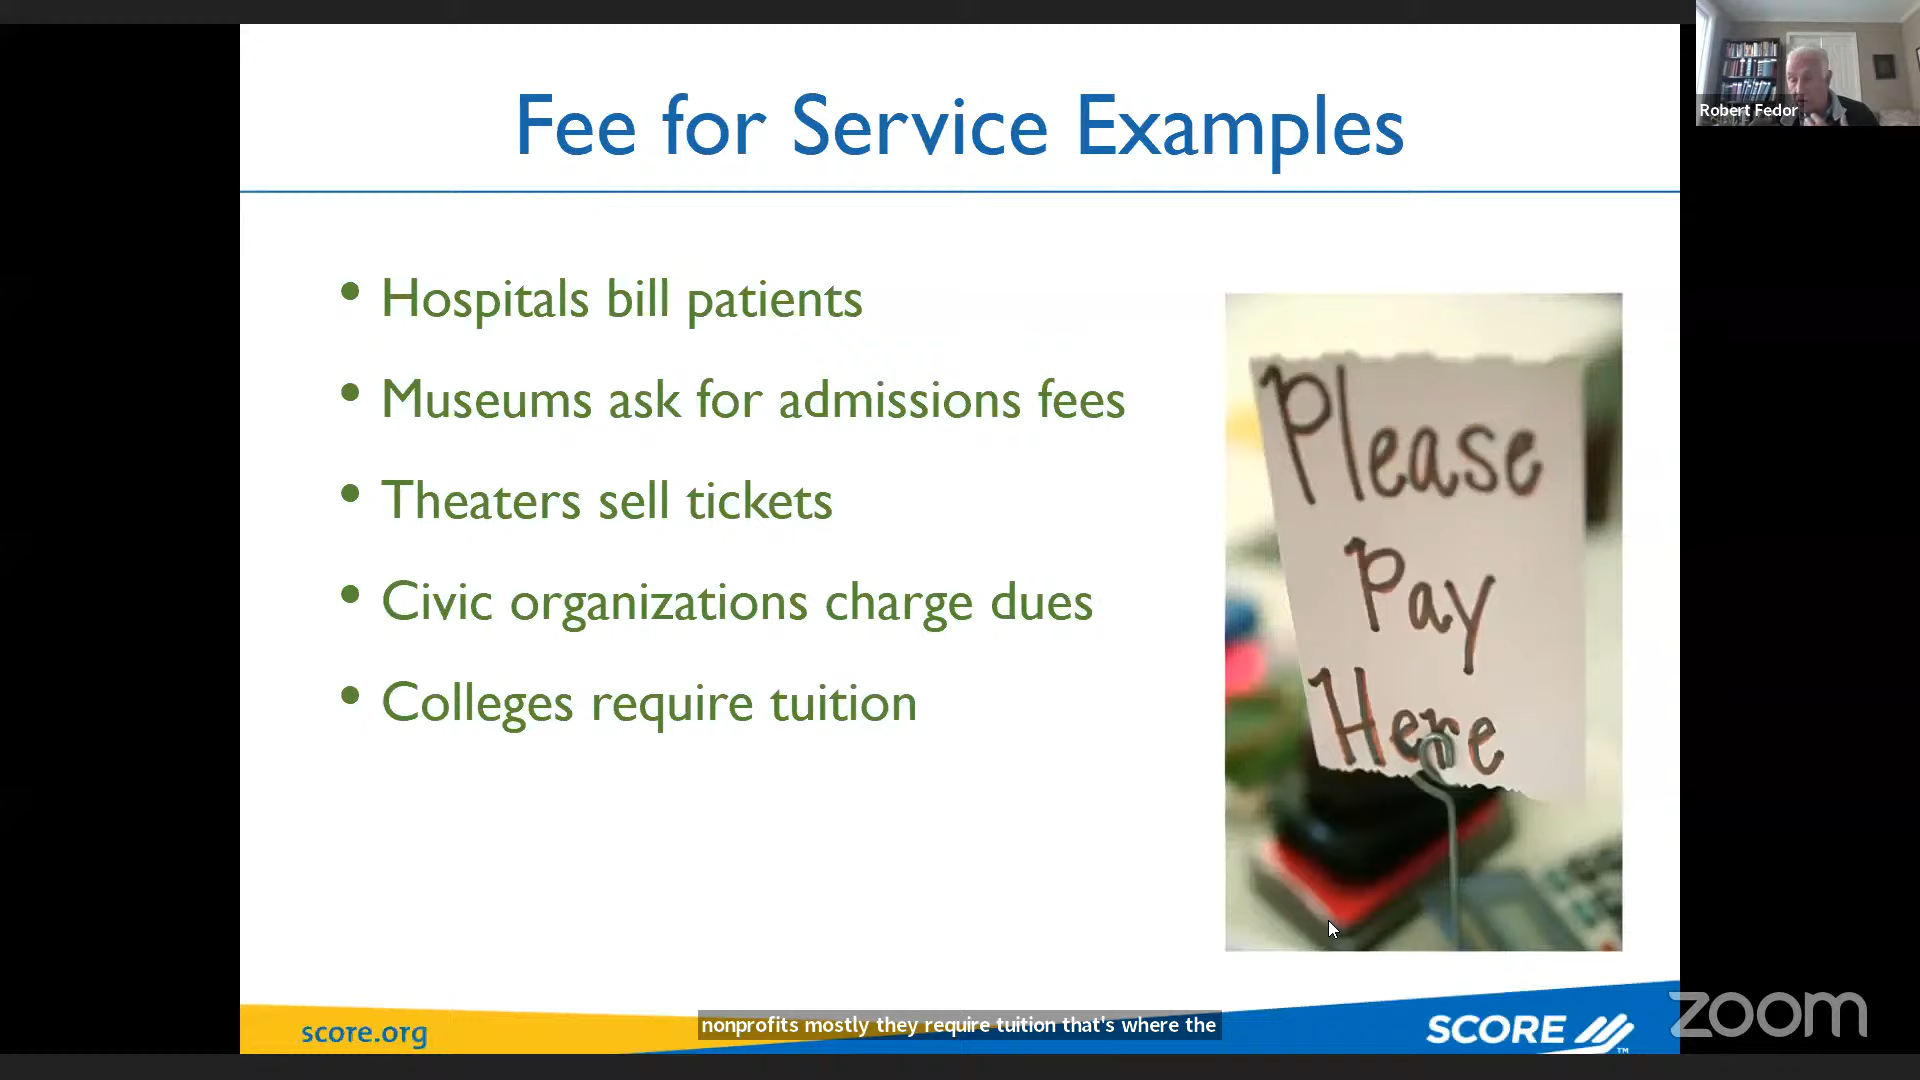 Fee for Service Examples
Robert Fedor
• Hospitals bill patients
• Museums ask for admissions fees
• Theaters sell tickets
• Civic organizations charge dues
• Colleges require tuition
Please
Pay
Here
score.org
nonprofits mostly they require tuition that's where the
SCORE
TM
zoom